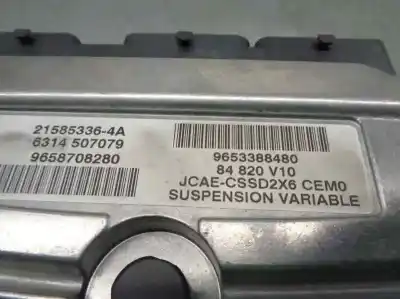 21585336-4A
6314 507079
9658708280
9653388480
84 820 V10
JCAE-CSSD2X6 CEM0
SUSPENSION VARIABLE